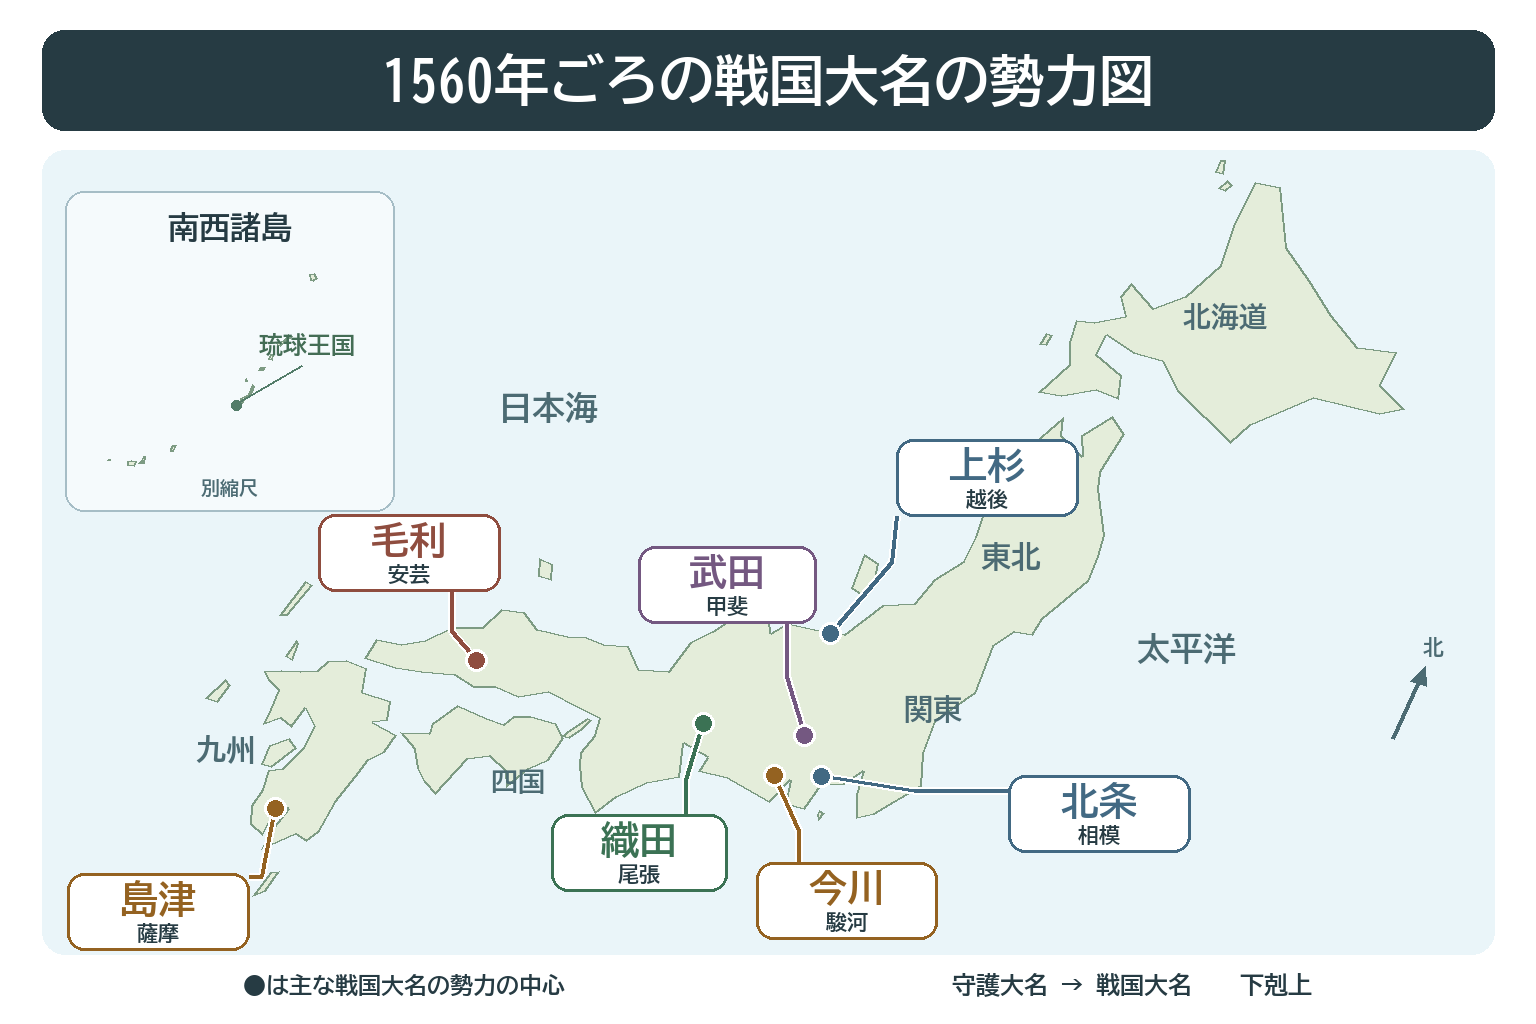 1560年ごろの戦国大名の勢力図
南西諸島
琉球王国
別縮尺
北海道
日本海
上杉
越後
毛利
安芸
武田
甲斐
東北
太平洋
北
関東
九州
四国
北条
相模
織田
尾張
今川
駿河
島津
薩摩
●は主な戦国大名の勢力の中心
守護大名 → 戦国大名 下剋上